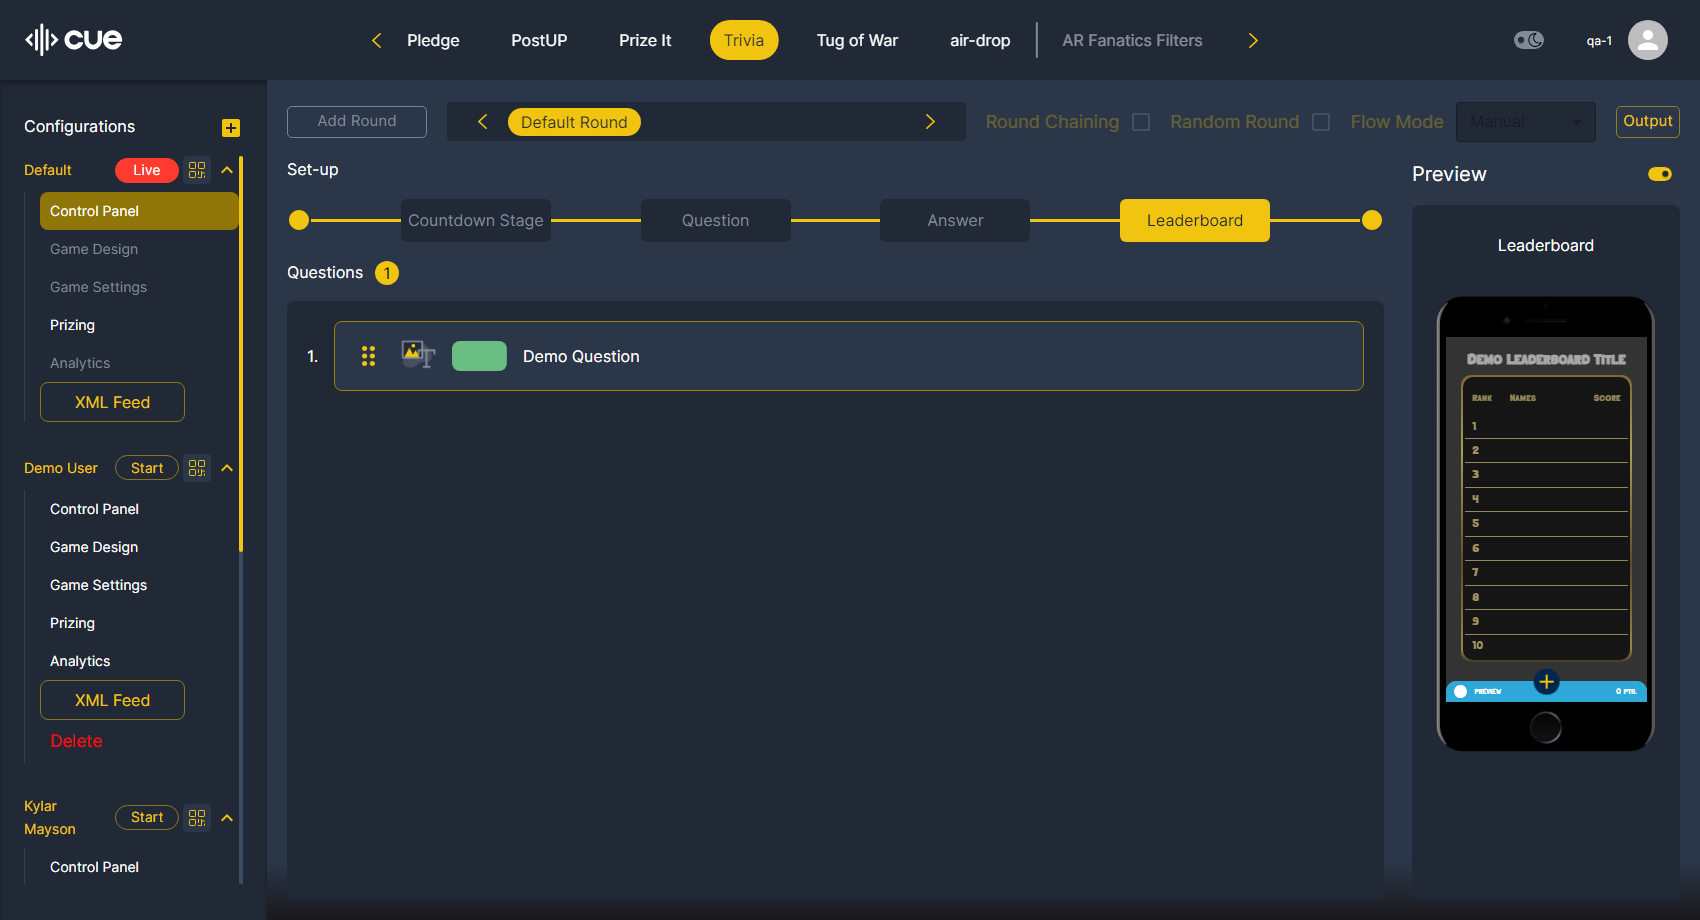 cue
Pledge
PostUP
Prize It
Trivia
Tug of War
air-drop
AR Fanatics Filters
qa-1
Configurations
Default
Live
Control Panel
Game Design
Game Settings
Prizing
Analytics
XML Feed
Demo User
Start
Control Panel
Game Design
Game Settings
Prizing
Analytics
XML Feed
Delete
Kylar
Mayson
Start
Control Panel
Add Round
Default Round
Round Chaining
Random Round
Flow Mode
Manual
Output
Set-up
Countdown Stage
Question
Answer
Leaderboard
Questions 1
1.
Demo Question
Preview
Leaderboard
Demo Leaderboard Title
Rank Names Score
1
2
3
4
5
6
7
8
9
10
PREVIEW
0 PTS.